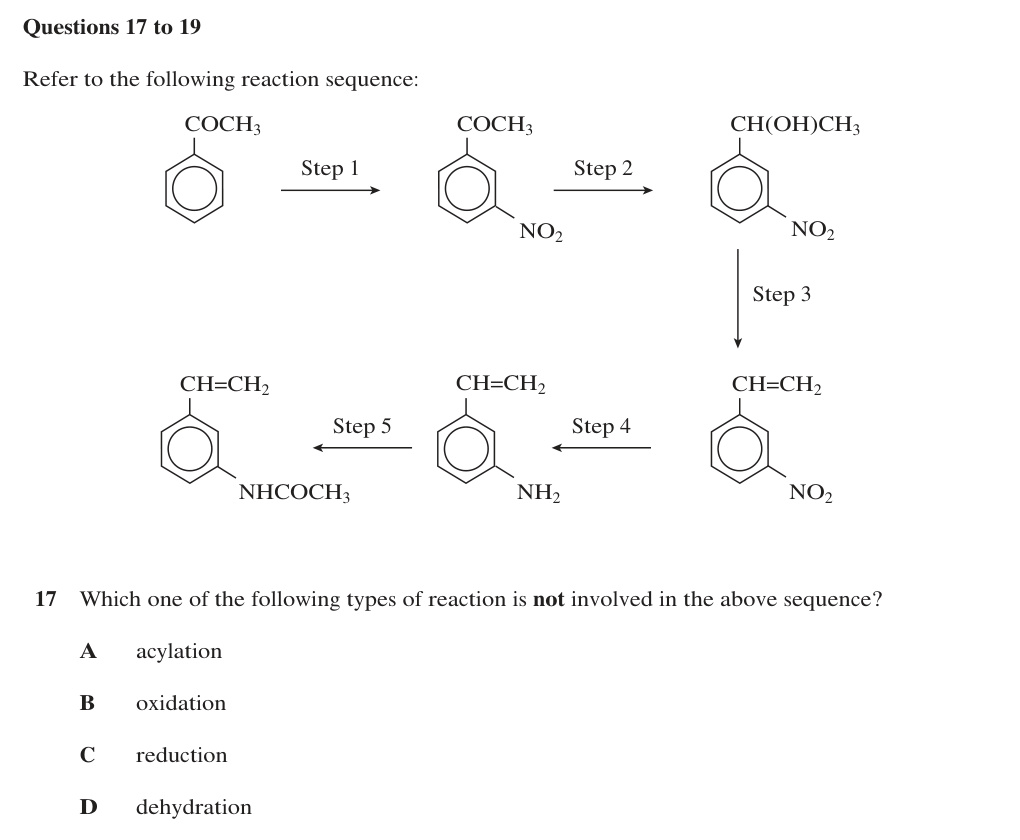 Questions 17 to 19
Refer to the following reaction sequence:
COCH₃ COCH₃ CH(OH)CH₃
Step 1 Step 2
NO₂ NO₂
Step 3
CH=CH₂ CH=CH₂ CH=CH₂
Step 5 Step 4
NHCOCH₃ NH₂ NO₂
17 Which one of the following types of reaction is not involved in the above sequence?
A acylation
B oxidation
C reduction
D dehydration